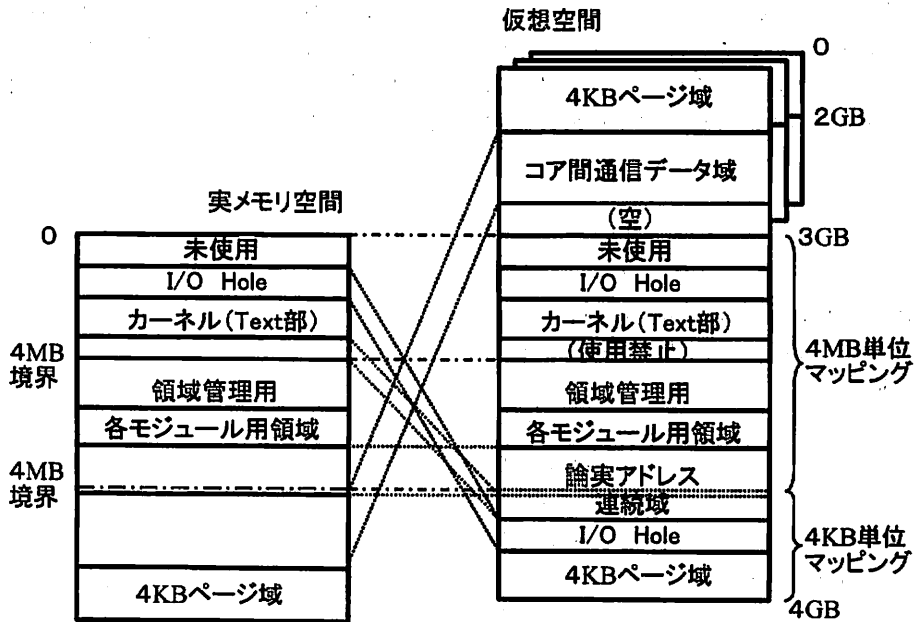 仮想空間
0
4KBページ域
2GB
コア間通信データ域
(空)
3GB
未使用
I/O Hole
カーネル(Text部)
(使用禁止)
領域管理用
各モジュール用領域
論実アドレス
連続域
I/O Hole
4KBページ域
4GB
4MB単位
マッピング
4KB単位
マッピング
実メモリ空間
0
未使用
I/O Hole
カーネル(Text部)
4MB
境界
領域管理用
各モジュール用領域
4MB
境界
4KBページ域